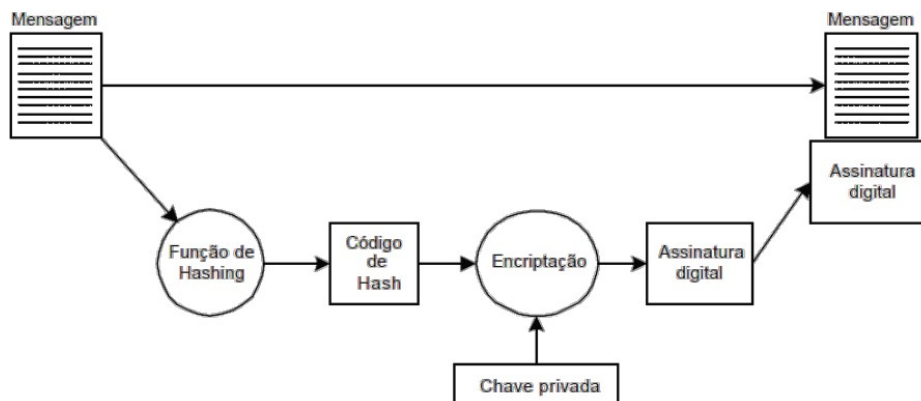 Mensagem
Mensagem
Assinatura
digital
Função de
Hashing
Código
de
Hash
Encriptação
Assinatura
digital
Chave privada